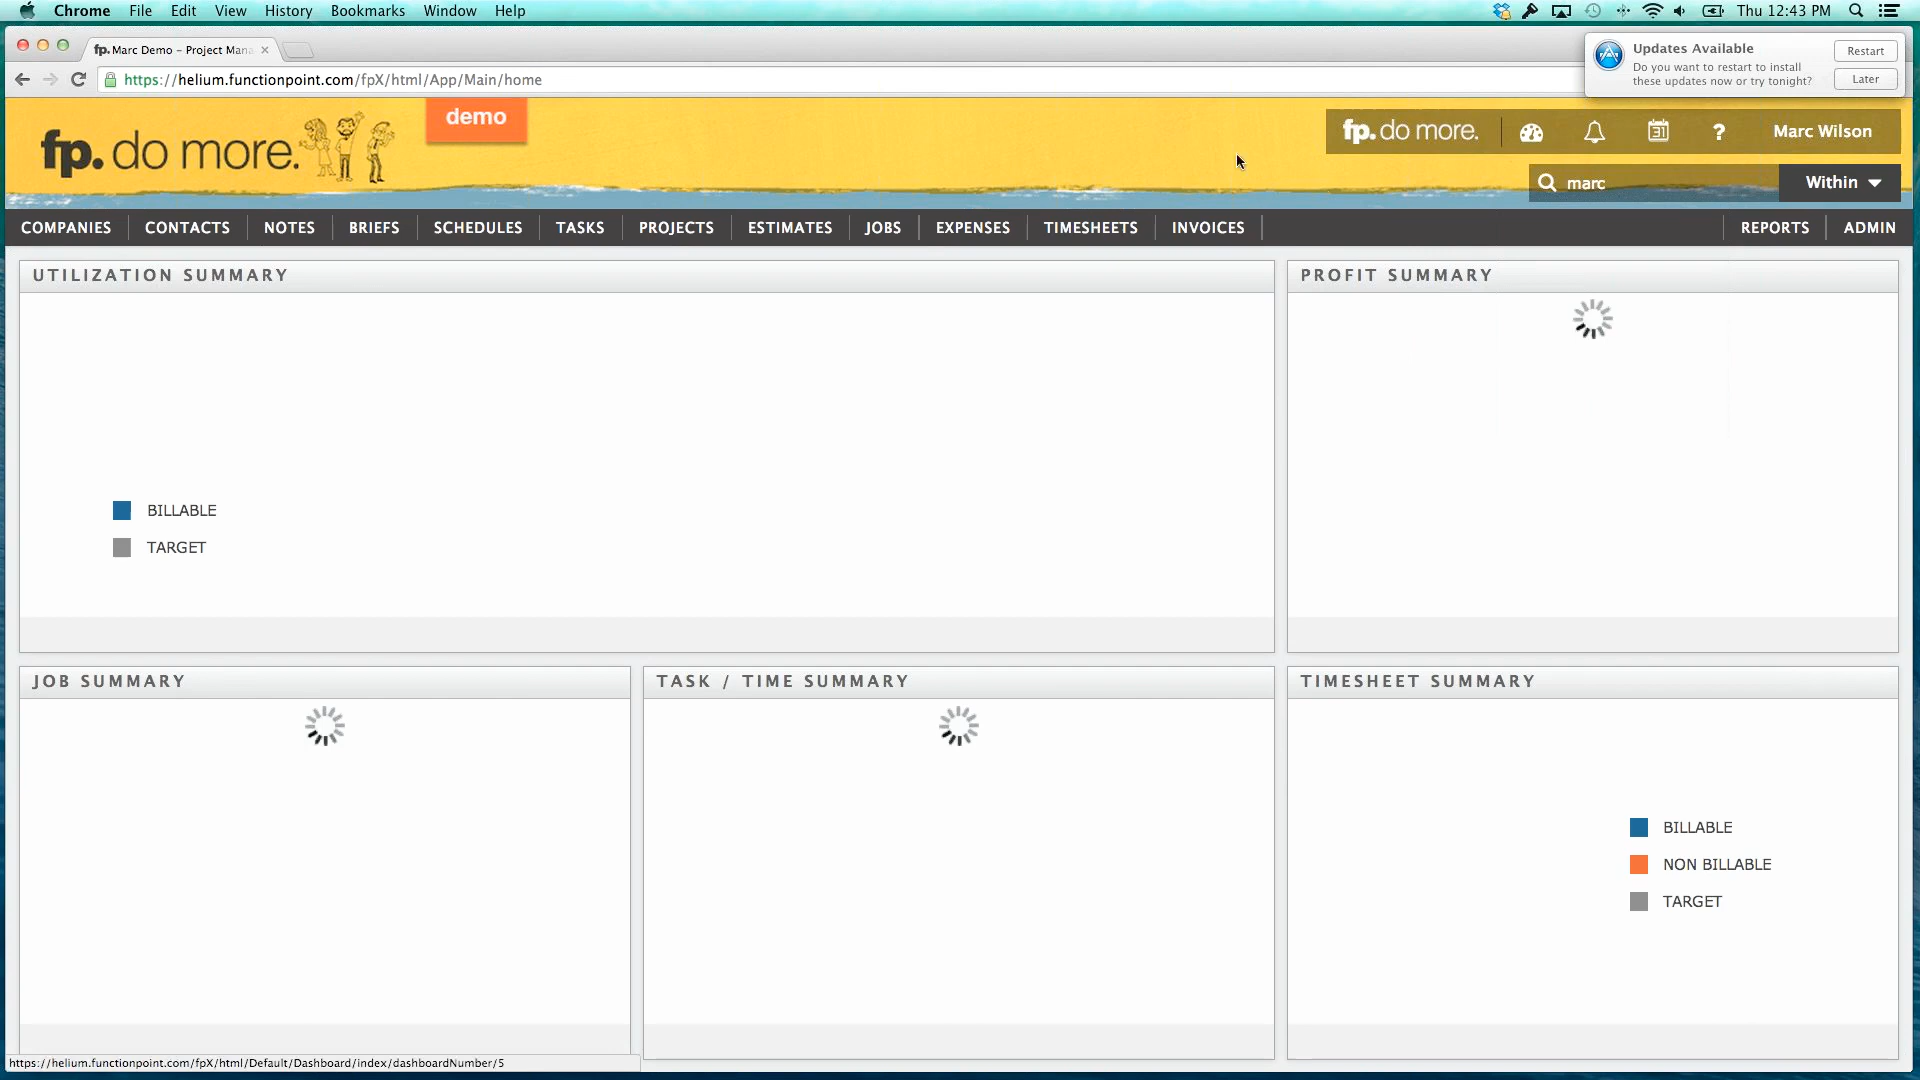 Chrome File Edit View History Bookmarks Window Help
Thu 12:43 PM
fp. Marc Demo – Project Mana
Updates Available
Do you want to restart to install
these updates now or try tonight?
Restart
Later
https://helium.functionpoint.com/fpX/html/App/Main/home
fp. do more.
demo
fp. do more.
31
?
Marc Wilson
marc
Within
COMPANIES CONTACTS NOTES BRIEFS SCHEDULES TASKS PROJECTS ESTIMATES JOBS EXPENSES TIMESHEETS INVOICES REPORTS ADMIN
UTILIZATION SUMMARY
BILLABLE
TARGET
PROFIT SUMMARY
JOB SUMMARY
TASK / TIME SUMMARY
TIMESHEET SUMMARY
BILLABLE
NON BILLABLE
TARGET
https://helium.functionpoint.com/fpX/html/Default/Dashboard/index/dashboardNumber/5